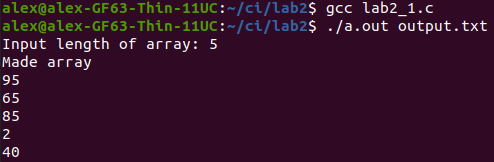 alex@alex-GF63-Thin-11UC:~/ci/lab2$ gcc lab2_1.c
alex@alex-GF63-Thin-11UC:~/ci/lab2$ ./a.out output.txt
Input length of array: 5
Made array
95
65
85
2
40